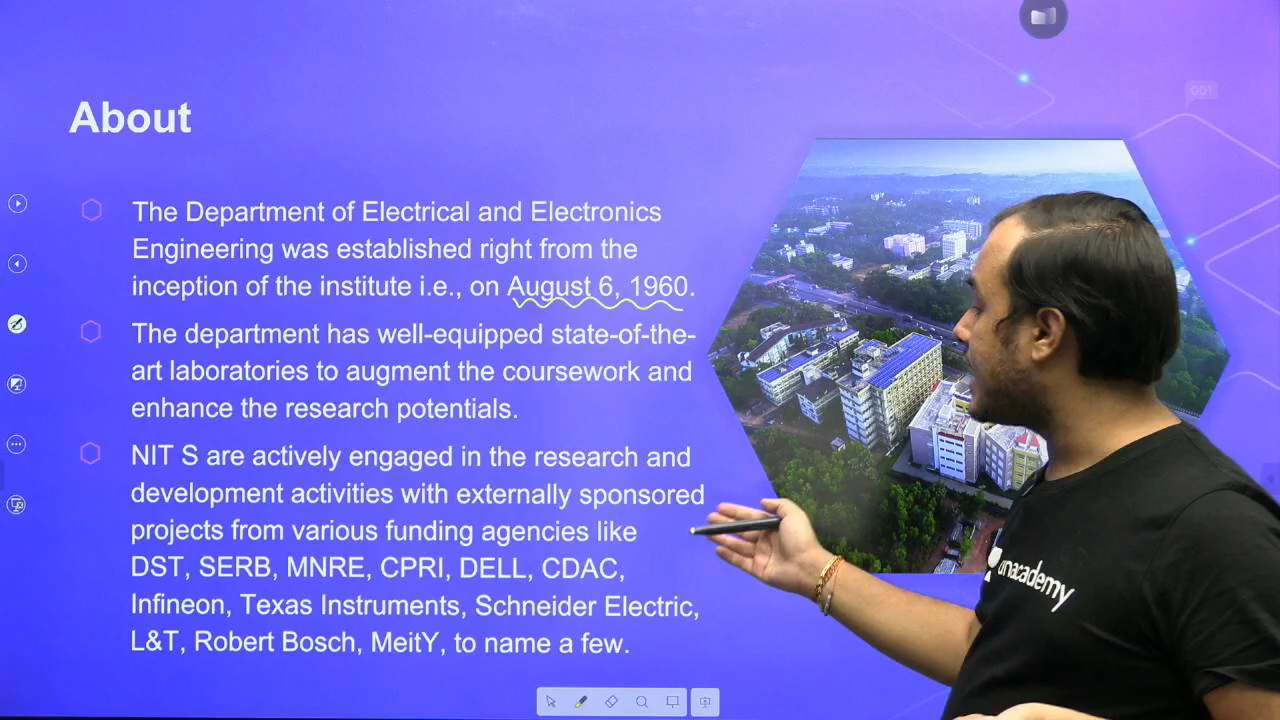 About
The Department of Electrical and Electronics
Engineering was established right from the
inception of the institute i.e., on August 6, 1960.
The department has well-equipped state-of-the-
art laboratories to augment the coursework and
enhance the research potentials.
NIT S are actively engaged in the research and
development activities with externally sponsored
projects from various funding agencies like
DST, SERB, MNRE, CPRI, DELL, CDAC,
Infineon, Texas Instruments, Schneider Electric,
L&T, Robert Bosch, MeitY, to name a few.
unacademy